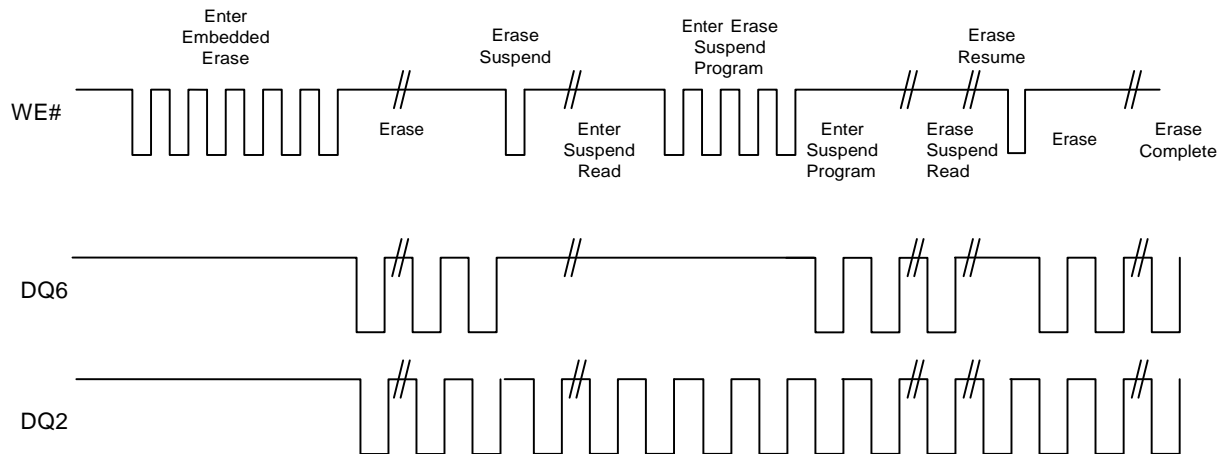 Enter
Embedded
Erase
Erase
Suspend
Enter Erase
Suspend
Program
Erase
Resume
WE#
Erase
Enter
Suspend
Read
Enter
Suspend
Program
Erase
Suspend
Read
Erase
Erase
Complete
DQ6
DQ2